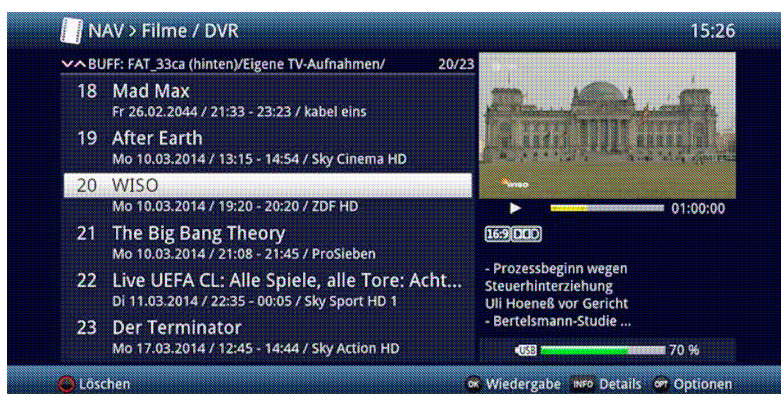 NAV > Filme / DVR
15:26
BUFF: FAT_33ca (hinten)/Eigene TV-Aufnahmen/ 20/23
18 Mad Max
Fr 26.02.2044 / 21:33 - 23:23 / kabel eins
19 After Earth
Mo 10.03.2014 / 13:15 - 14:54 / Sky Cinema HD
20 WISO
Mo 10.03.2014 / 19:20 - 20:20 / ZDF HD
21 The Big Bang Theory
Mo 10.03.2014 / 21:08 - 21:45 / ProSieben
22 Live UEFA CL: Alle Spiele, alle Tore: Acht...
Di 11.03.2014 / 22:35 - 00:05 / Sky Sport HD 1
23 Der Terminator
Mo 17.03.2014 / 12:45 - 14:44 / Sky Action HD
WISO
01:00:00
16:9
- Prozessbeginn wegen
Steuerhinterziehung
Uli Hoeneß vor Gericht
- Bertelsmann-Studie ...
USB 70 %
Löschen
OK Wiedergabe INFO Details OPT Optionen